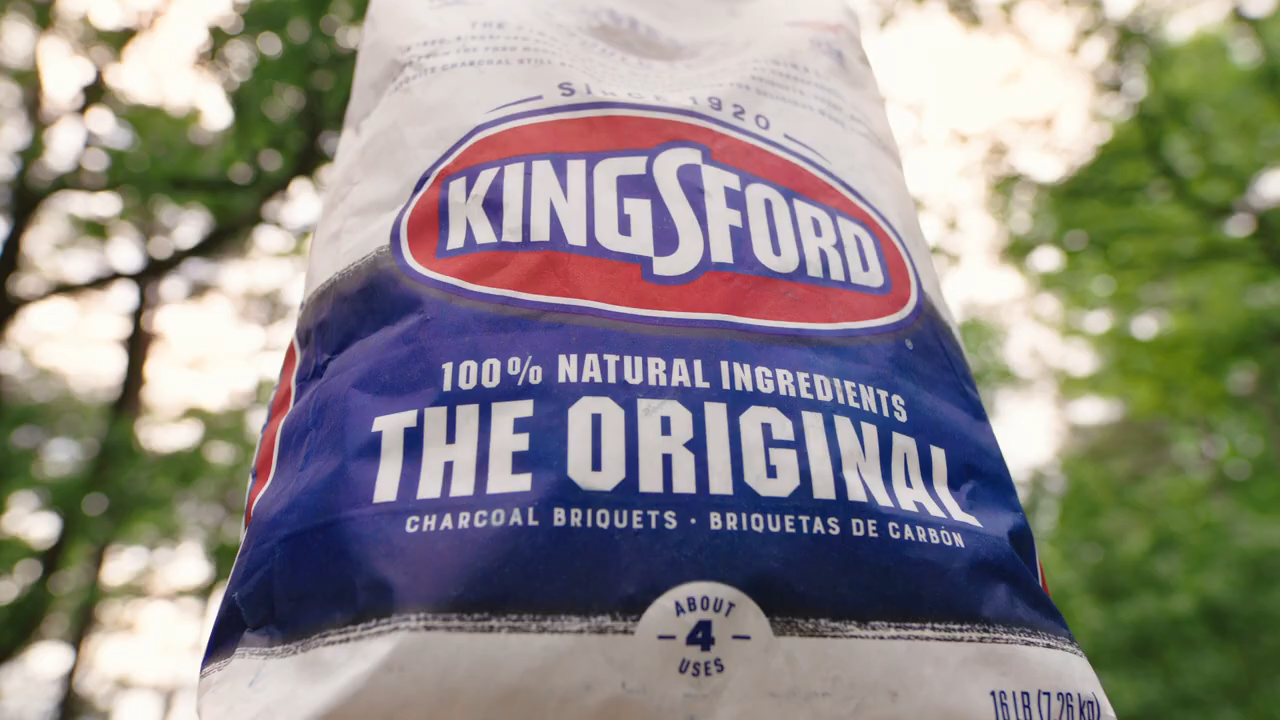 SINCE 1920
KINGSFORD
100% NATURAL INGREDIENTS
THE ORIGINAL
CHARCOAL BRIQUETS · BRIQUETAS DE CARBÓN
ABOUT
4
USES
16 LB (7.26 kg)